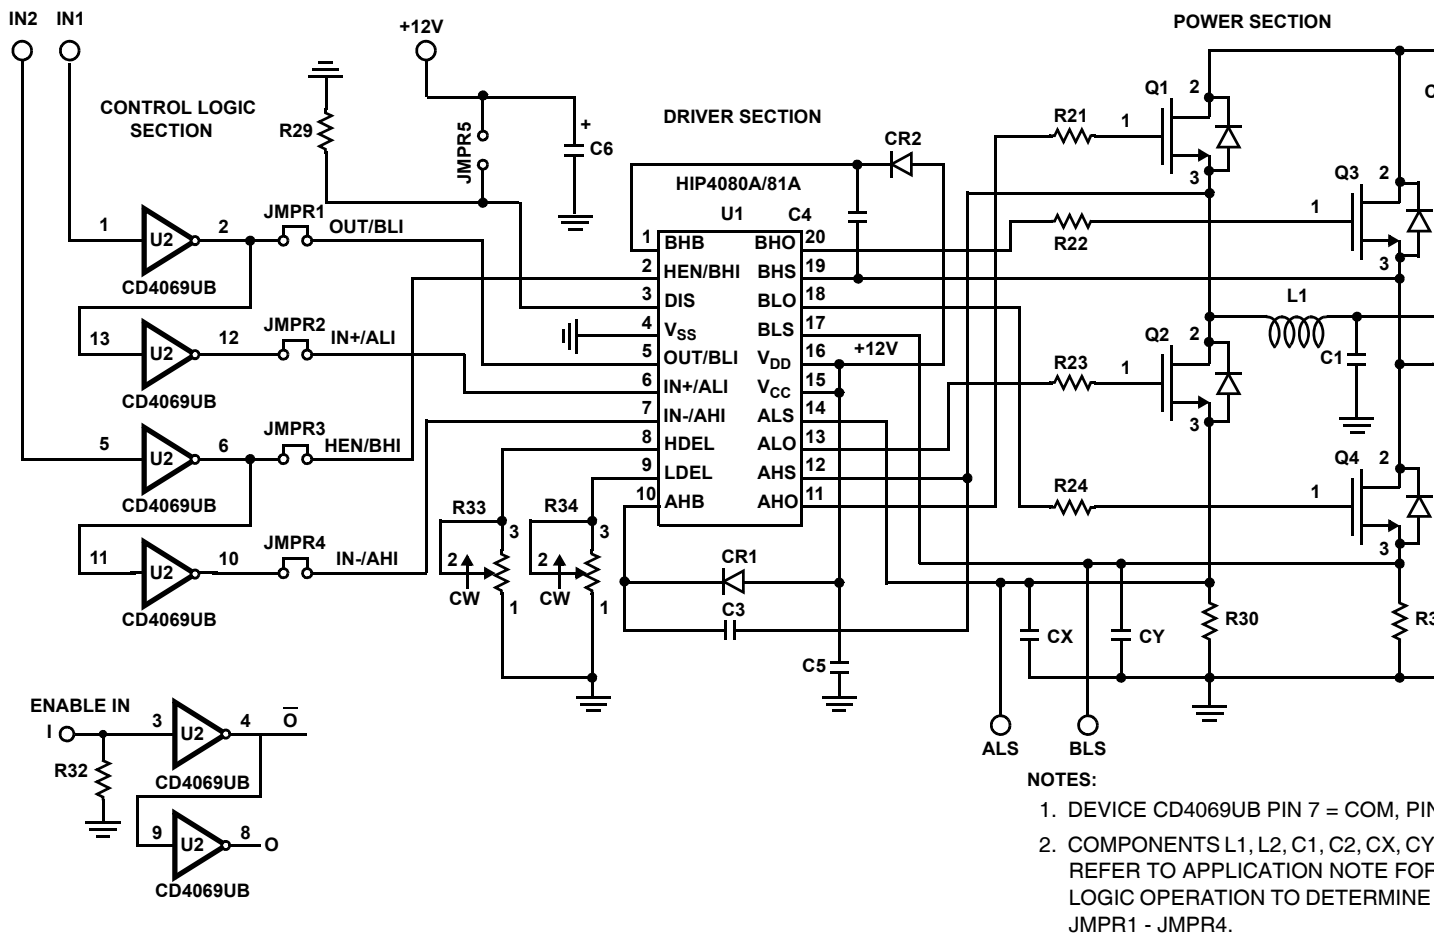 IN2 IN1
+12V
POWER SECTION
CONTROL LOGIC
SECTION
R29
JMPR5
+
C6
DRIVER SECTION
CR2
HIP4080A/81A
U1
C4
R21
1
Q1
2
3
C
R22
1
Q3
2
3
1 U2 2
CD4069UB
JMPR1
OUT/BLI
13 U2 12
CD4069UB
JMPR2
IN+/ALI
5 U2 6
CD4069UB
JMPR3
HEN/BHI
11 U2 10
CD4069UB
JMPR4
IN-/AHI
1 BHB BHO 20
2 HEN/BHI BHS 19
3 DIS BLO 18
4 VSS BLS 17
5 OUT/BLI VDD 16
+12V
6 IN+/ALI VCC 15
7 IN-/AHI ALS 14
8 HDEL ALO 13
9 LDEL AHS 12
10 AHB AHO 11
L1
C1
R23
1
Q2
2
3
R24
1
Q4
2
3
R33
3
2
CW
1
R34
3
2
CW
1
CR1
C3
C5
CX
CY
R30
R3
ALS
BLS
ENABLE IN
I
3 U2 4 O̅
R32
CD4069UB
9 U2 8 O
CD4069UB
NOTES:
1. DEVICE CD4069UB PIN 7 = COM, PIN
2. COMPONENTS L1, L2, C1, C2, CX, CY
REFER TO APPLICATION NOTE FOR
LOGIC OPERATION TO DETERMINE
JMPR1 - JMPR4.